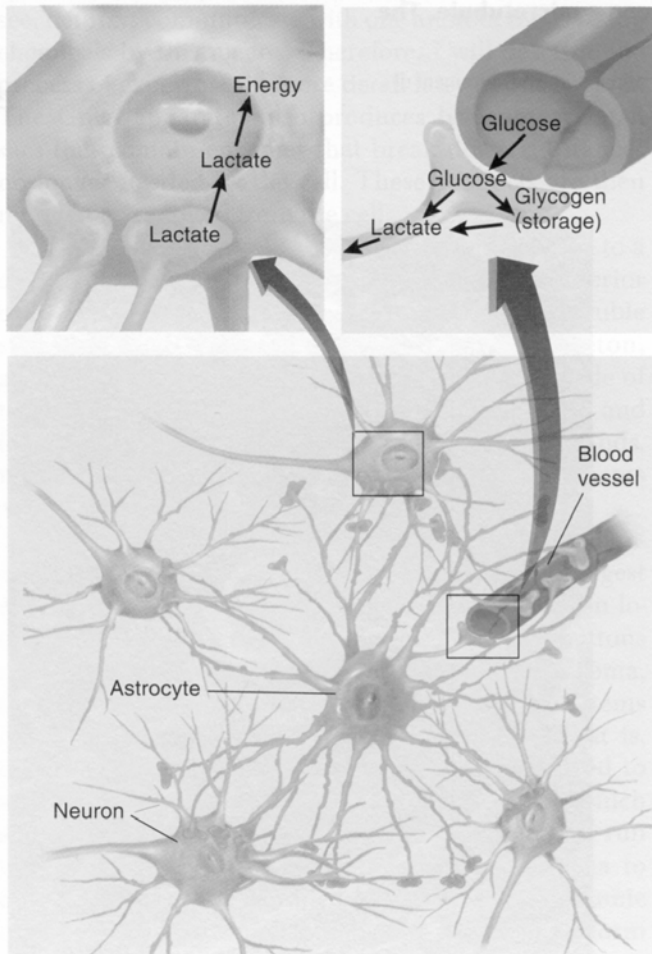 Energy
Lactate
Lactate
Glucose
Glucose
Glycogen
(storage)
Lactate
Blood
vessel
Astrocyte
Neuron